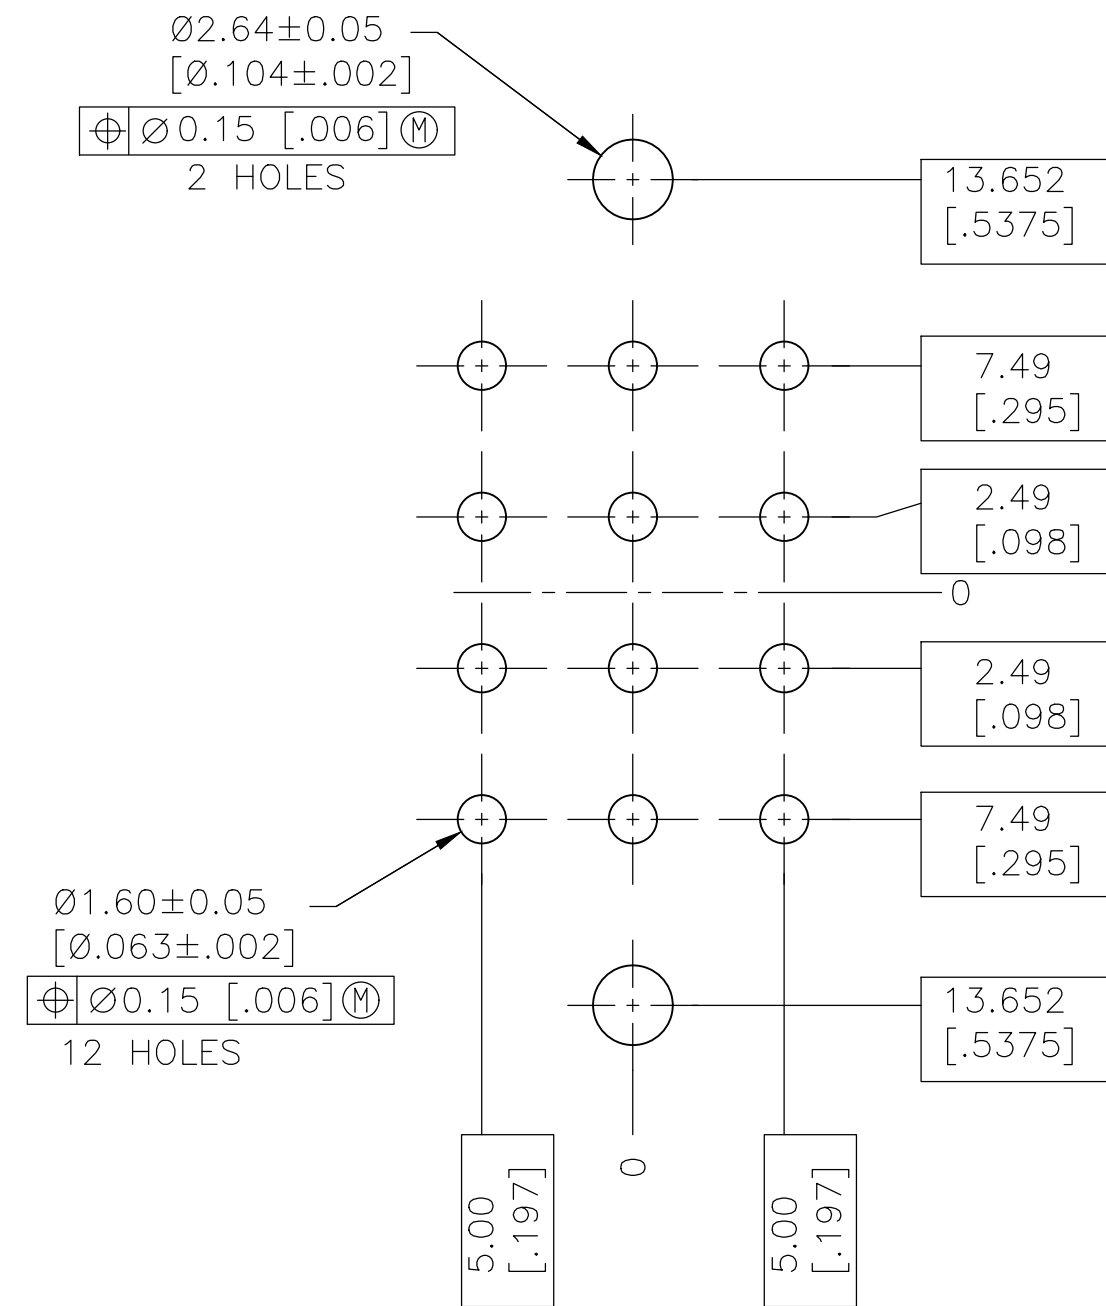 Ø2.64±0.05
[Ø.104±.002]
⌖ Ø0.15 [.006] Ⓜ
2 HOLES
13.652
[.5375]
7.49
[.295]
2.49
[.098]
0
2.49
[.098]
7.49
[.295]
Ø1.60±0.05
[Ø.063±.002]
⌖ Ø0.15 [.006] Ⓜ
12 HOLES
13.652
[.5375]
5.00
[.197]
0
5.00
[.197]